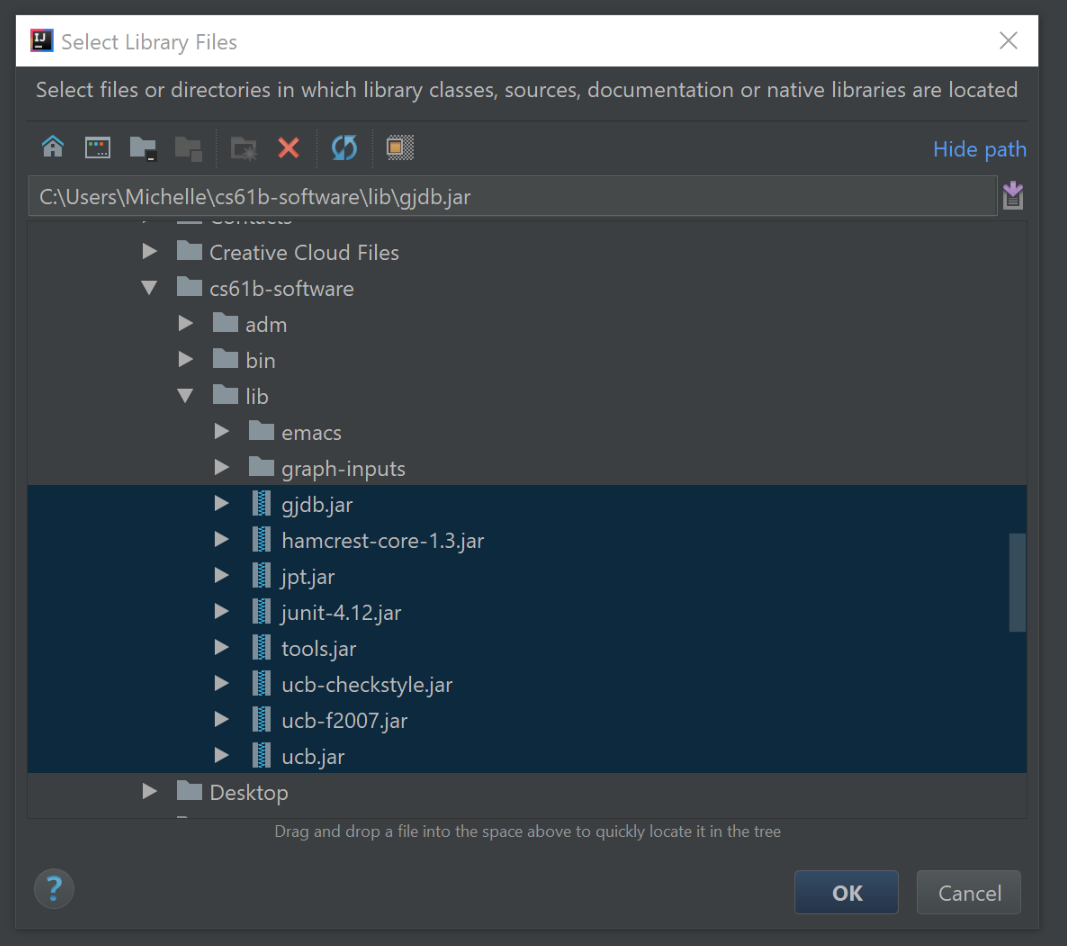 Select Library Files
Select files or directories in which library classes, sources, documentation or native libraries are located
Hide path
C:\Users\Michelle\cs61b-software\lib\gjdb.jar
Contacts
Creative Cloud Files
cs61b-software
adm
bin
lib
emacs
graph-inputs
gjdb.jar
hamcrest-core-1.3.jar
jpt.jar
junit-4.12.jar
tools.jar
ucb-checkstyle.jar
ucb-f2007.jar
ucb.jar
Desktop
Drag and drop a file into the space above to quickly locate it in the tree
?
OK
Cancel